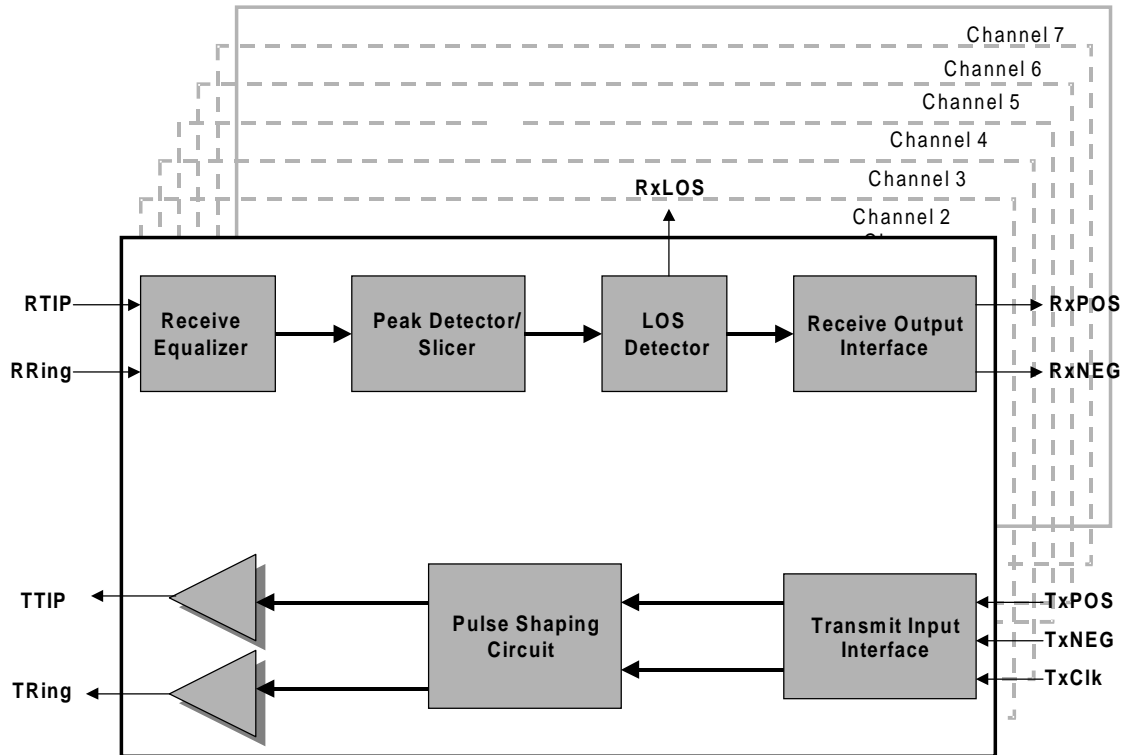 Channel 7
Channel 6
Channel 5
Channel 4
Channel 3
Channel 2
RxLOS
RTIP
RRing
Receive
Equalizer
Peak Detector/
Slicer
LOS
Detector
Receive Output
Interface
RxPOS
RxNEG
TTIP
TRing
Pulse Shaping
Circuit
Transmit Input
Interface
TxPOS
TxNEG
TxClk